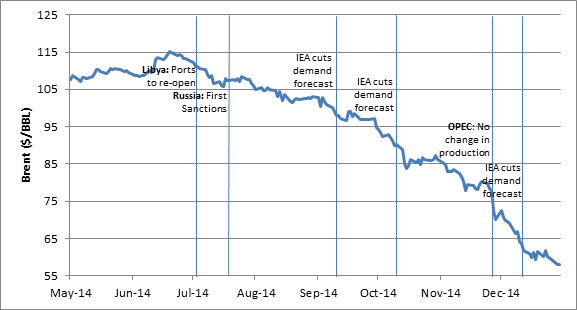 125
115
105
95
85
75
65
55
Brent ($/BBL)
Libya: Ports
to re-open
Russia: First
Sanctions
IEA cuts
demand
forecast
IEA cuts
demand
forecast
OPEC: No
change in
production
IEA cuts
demand
forecast
May-14 Jun-14 Jul-14 Aug-14 Sep-14 Oct-14 Nov-14 Dec-14